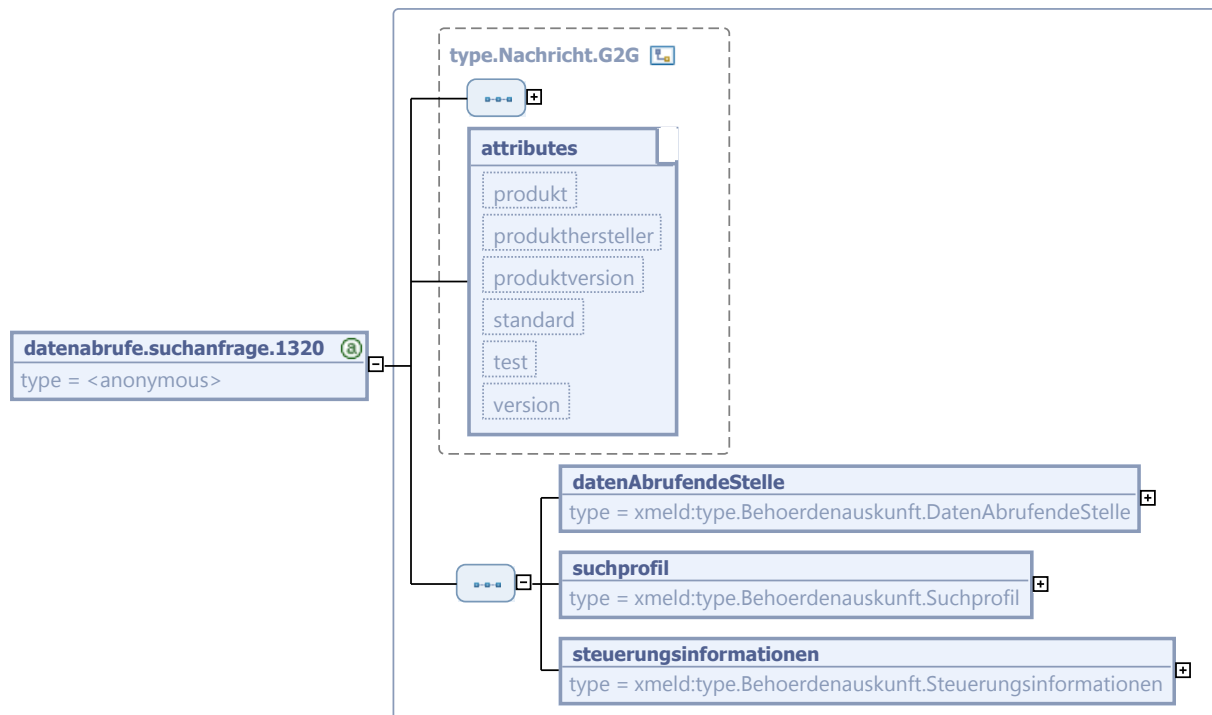 type.Nachricht.G2G
attributes
produkt
produkthersteller
produktversion
standard
test
version
datenabrufe.suchanfrage.1320 a
type = <anonymous>
datenAbrufendeStelle
type = xmeld:type.Behoerdenauskunft.DatenAbrufendeStelle
suchprofil
type = xmeld:type.Behoerdenauskunft.Suchprofil
steuerungsinformationen
type = xmeld:type.Behoerdenauskunft.Steuerungsinformationen